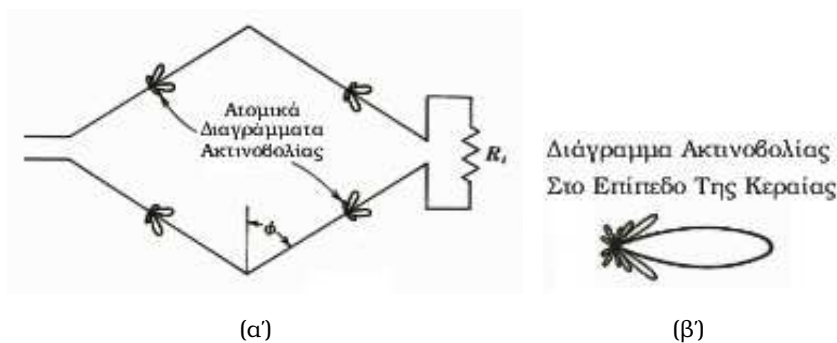 Ατομικά
Διαγράμματα
Ακτινοβολίας
R,
ϕ
Διάγραμμα Ακτινοβολίας
Στο Επίπεδο Της Κεραίας
(α΄)
(β΄)